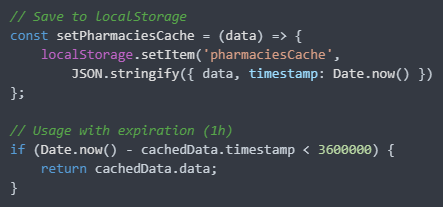 // Save to localStorage
const setPharmaciesCache = (data) => {
    localStorage.setItem('pharmaciesCache',
        JSON.stringify({ data, timestamp: Date.now() })
};

// Usage with expiration (1h)
if (Date.now() - cachedData.timestamp < 3600000) {
    return cachedData.data;
}